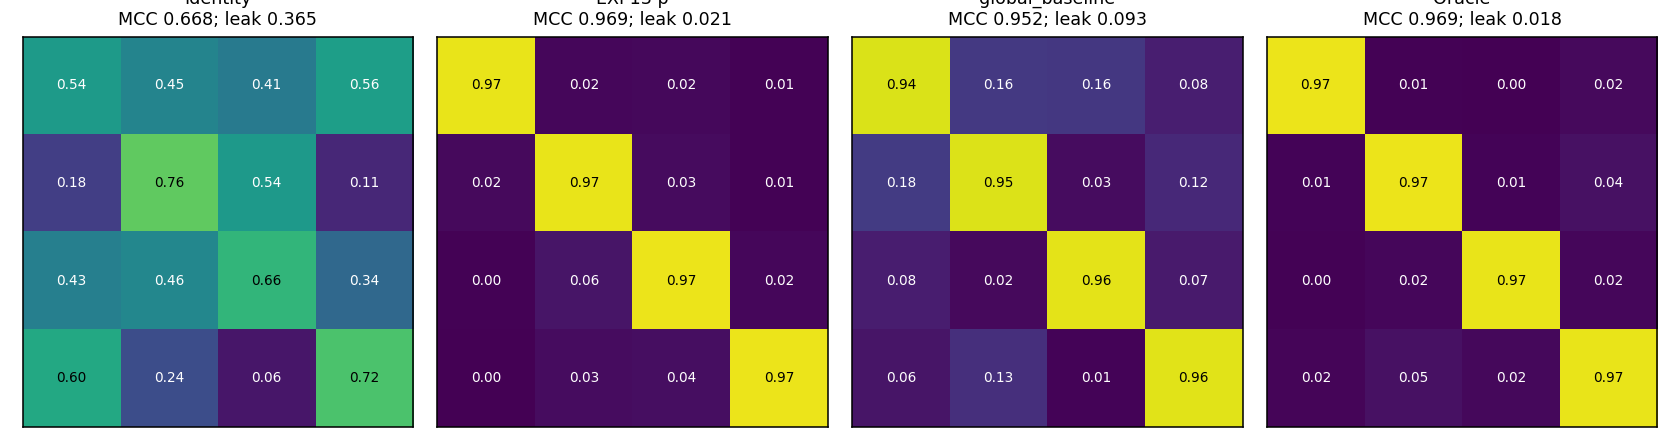 Identity
MCC 0.668; leak 0.365
0.54 0.45 0.41 0.56
0.18 0.76 0.54 0.11
0.43 0.46 0.66 0.34
0.60 0.24 0.06 0.72
MCC 0.969; leak 0.021
0.97 0.02 0.02 0.01
0.02 0.97 0.03 0.01
0.00 0.06 0.97 0.02
0.00 0.03 0.04 0.97
global_baseline
MCC 0.952; leak 0.093
0.94 0.16 0.16 0.08
0.18 0.95 0.03 0.12
0.08 0.02 0.96 0.07
0.06 0.13 0.01 0.96
Oracle
MCC 0.969; leak 0.018
0.97 0.01 0.00 0.02
0.01 0.97 0.01 0.04
0.00 0.02 0.97 0.02
0.02 0.05 0.02 0.97